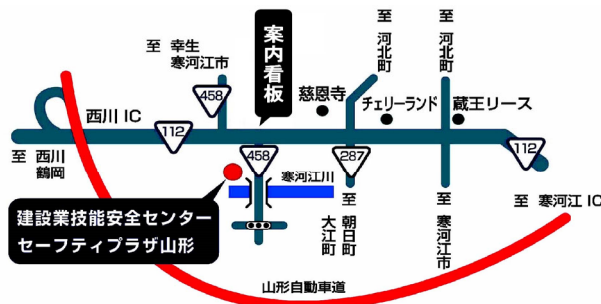 至 幸生
寒河江市
案内看板
至 河北町
至 河北町
458
慈恩寺
チェリーランド
蔵王リース
西川 IC
112
458
287
112
至 西川
鶴岡
寒河江川
至 寒河江 IC
建設業技能安全センター
セーフティプラザ山形
至 朝日町
大江町
至 寒河江市
山形自動車道